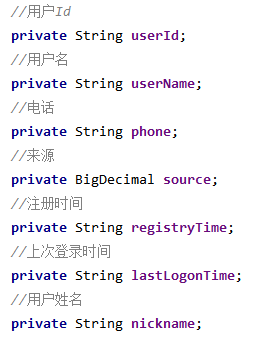 //用户Id
private String userId;
//用户名
private String userName;
//电话
private String phone;
//来源
private BigDecimal source;
//注册时间
private String registryTime;
//上次登录时间
private String lastLogonTime;
//用户姓名
private String nickname;